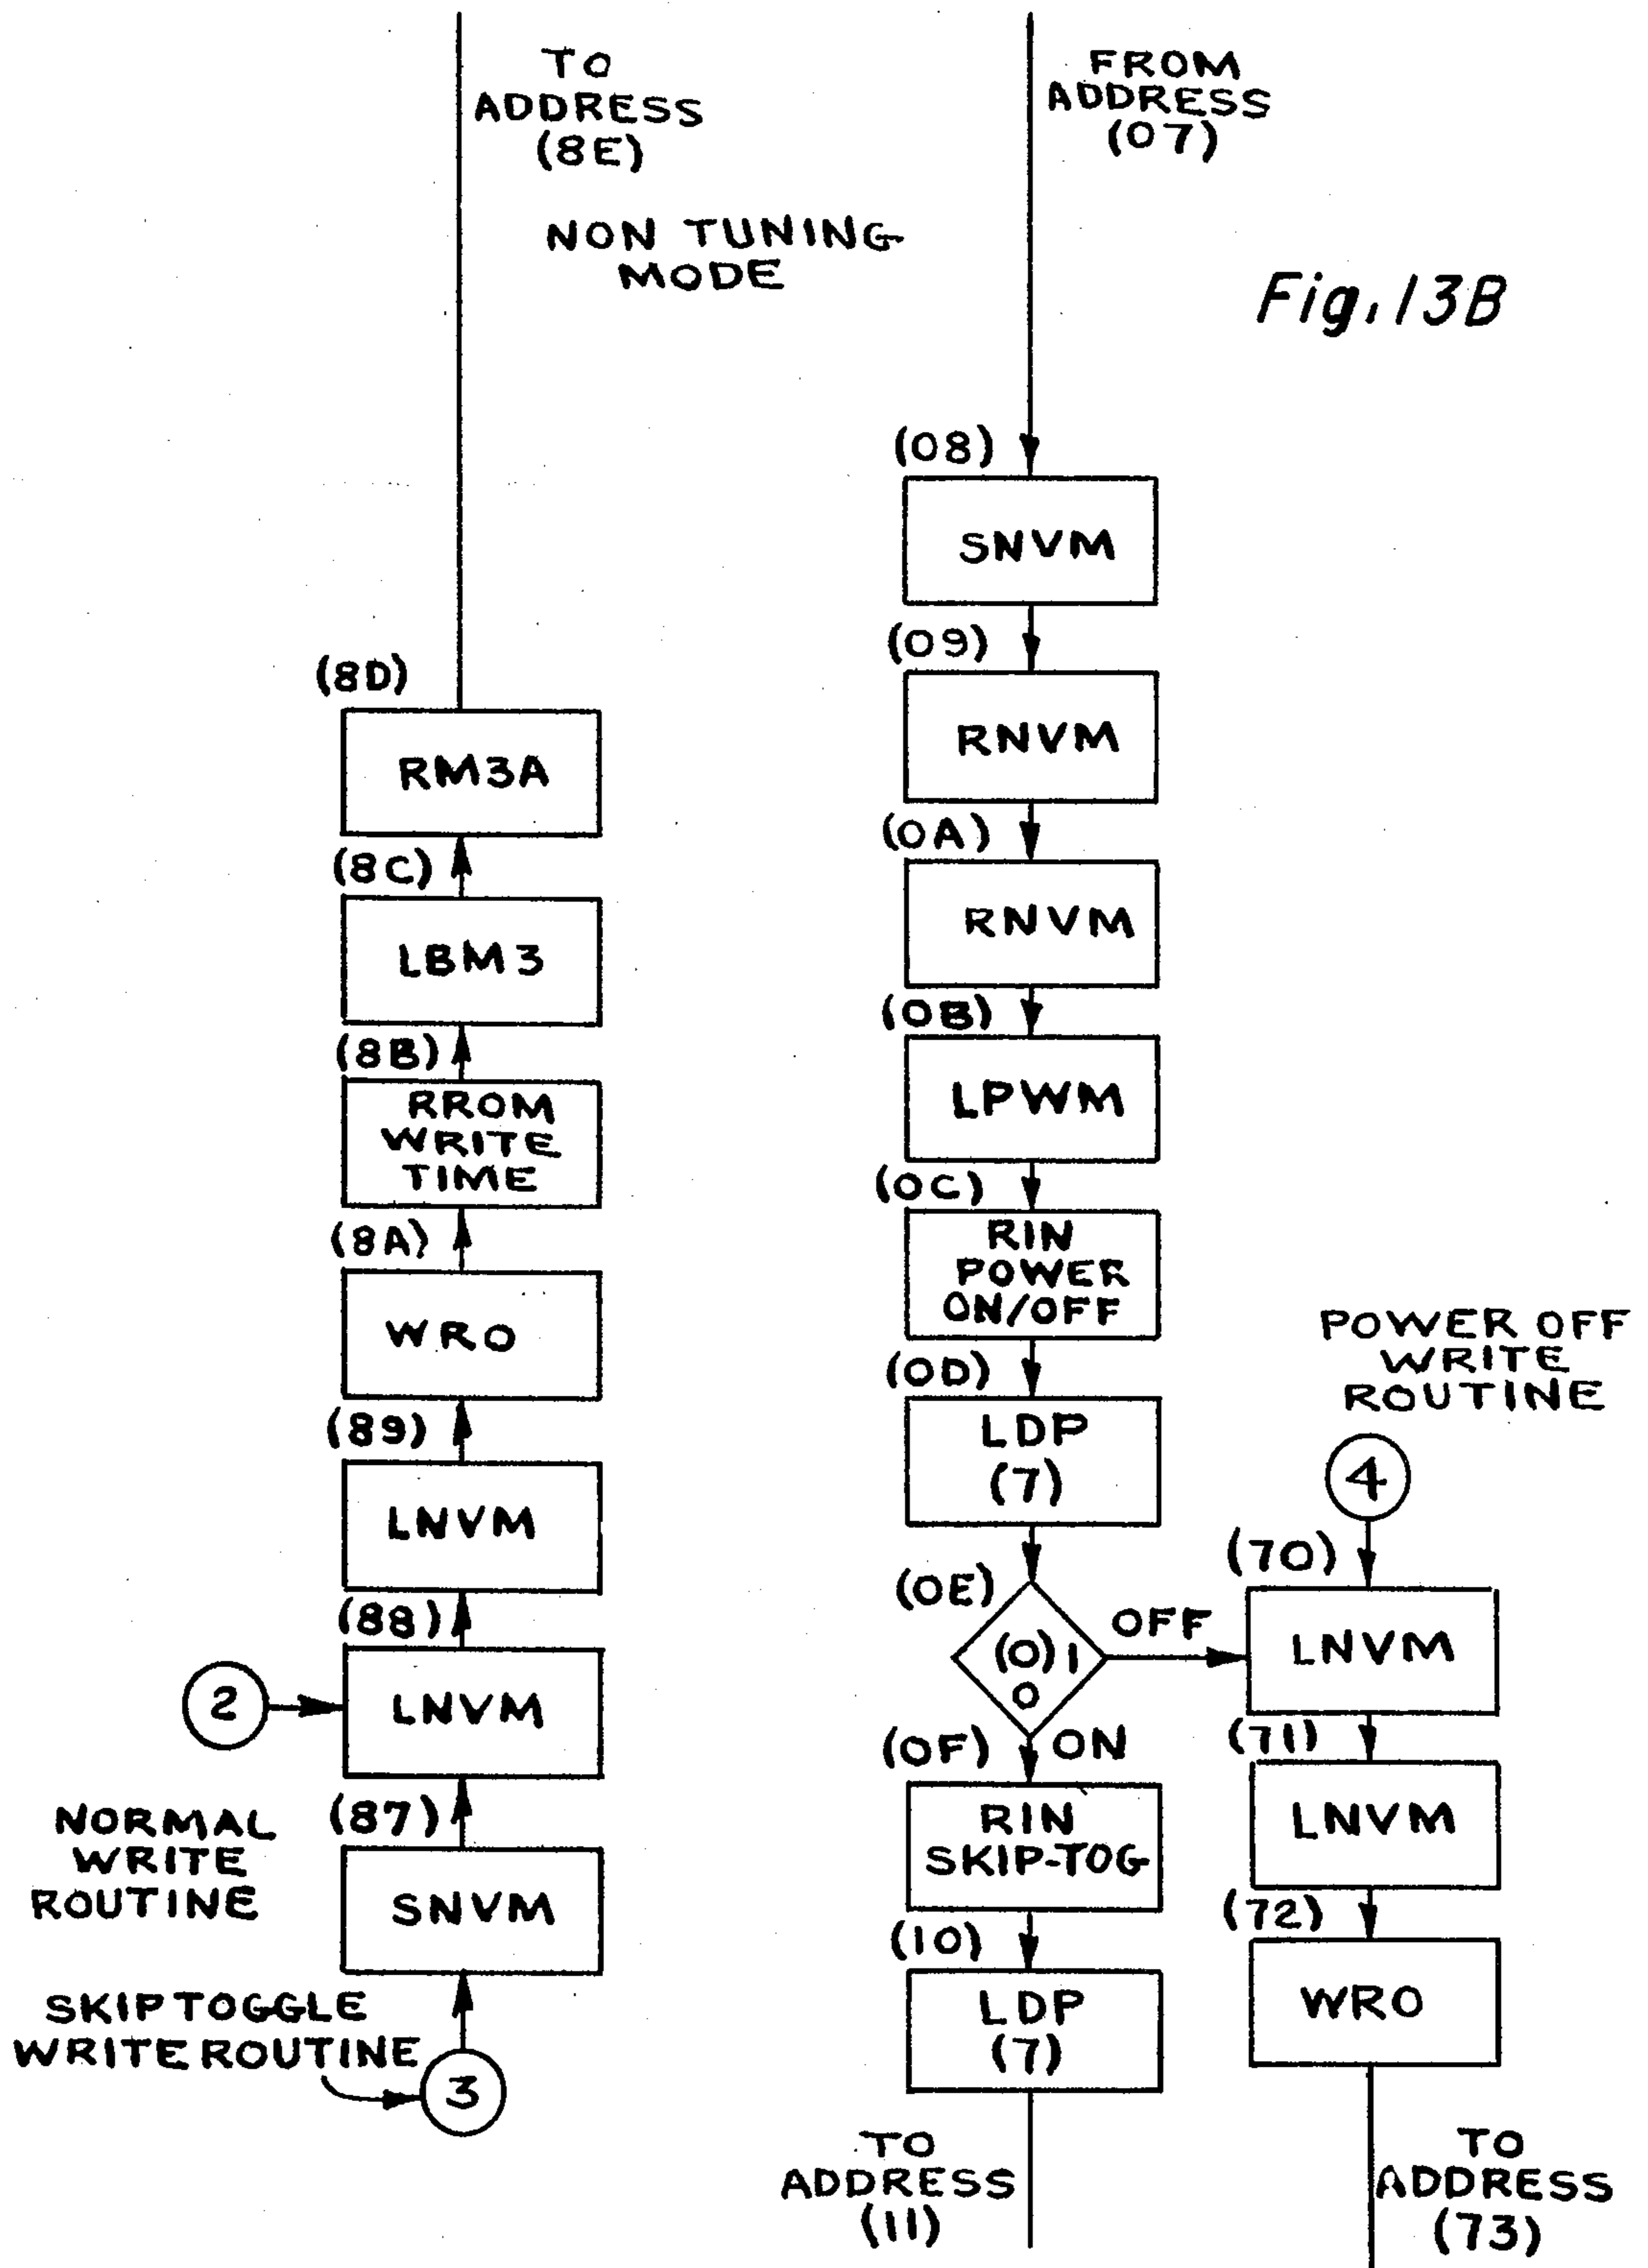 TO
ADDRESS
(8E)
NON TUNING
MODE
FROM
ADDRESS
(07)
Fig. 13B
(8D)
RM3A
(8C)
LBM3
(8B)
RROM
WRITE
TIME
(8A)
WRO
(89)
LNVM
(88)
2
LNVM
NORMAL
WRITE
ROUTINE
(87)
SNVM
SKIP TOGGLE
WRITE ROUTINE
3
(08)
SNVM
(09)
RNVM
(0A)
RNVM
(0B)
LPWM
(0C)
RIN
POWER
ON/OFF
(0D)
LDP
(7)
(0E)
(0) 1
0
OFF
ON
(0F)
RIN
SKIP-TOG
(10)
LDP
(7)
TO
ADDRESS
(11)
POWER OFF
WRITE
ROUTINE
4
(70)
LNVM
(71)
LNVM
(72)
WRO
TO
ADDRESS
(73)